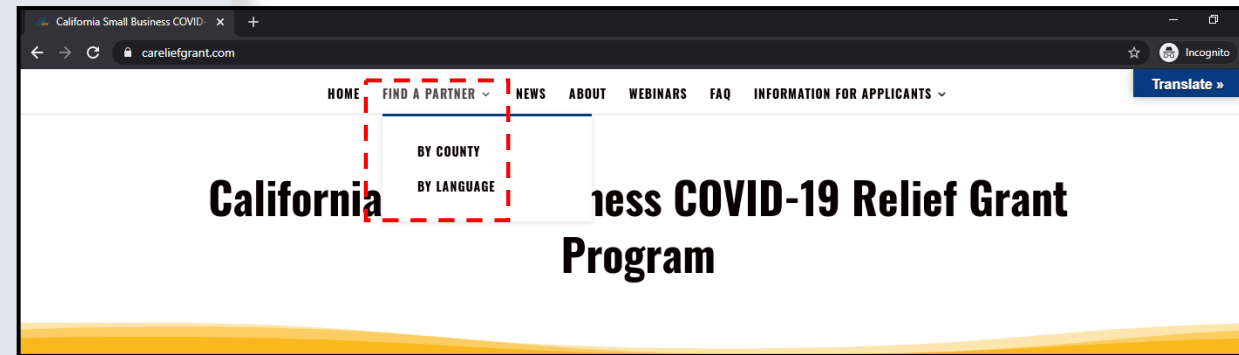 California Small Business COVID-
careliefgrant.com
Incognito
HOME FIND A PARTNER NEWS ABOUT WEBINARS FAQ INFORMATION FOR APPLICANTS
Translate »
BY COUNTY
BY LANGUAGE
California ness COVID-19 Relief Grant
Program